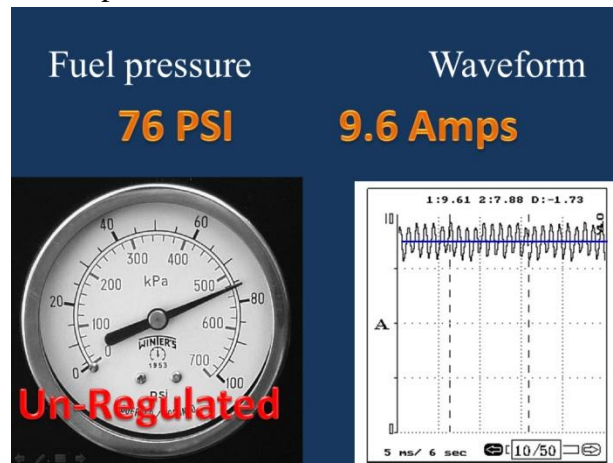 Fuel pressure
Waveform
76 PSI
9.6 Amps
40
60
20
80
0
100
300
400
200
500
100
600
0
700
kPa
WINTERS
1953
PSI
Un-Regulated
1:9.61 2:7.88 D:-1.73
10
A
0
5 ms/ 6 sec
10/50